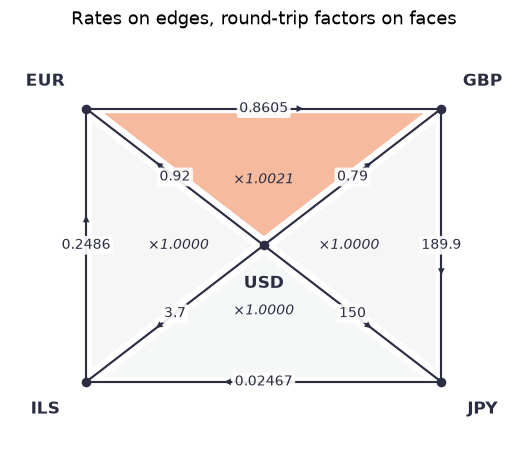 Rates on edges, round-trip factors on faces
EUR
GBP
0.8605
0.92
×1.0021
0.79
0.2486
×1.0000
×1.0000
189.9
USD
3.7
×1.0000
150
0.02467
ILS
JPY